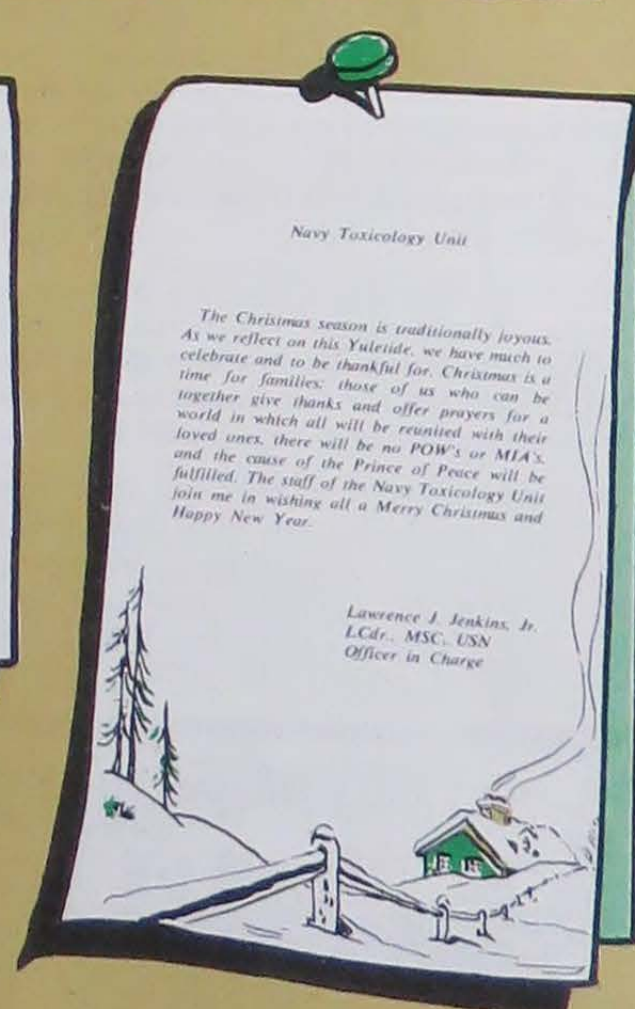 Navy Toxicology Unit
The Christmas season is traditionally joyous.
As we reflect on this Yuletide, we have much to
celebrate and to be thankful for. Christmas is a
time for families; those of us who can be
together give thanks and offer prayers for a
world in which all will be reunited with their
loved ones, there will be no POW's or MIA's,
and the cause of the Prince of Peace will be
fulfilled. The staff of the Navy Toxicology Unit
join me in wishing all a Merry Christmas and
Happy New Year.
Lawrence J. Jenkins, Jr.
LCdr., MSC, USN
Officer in Charge